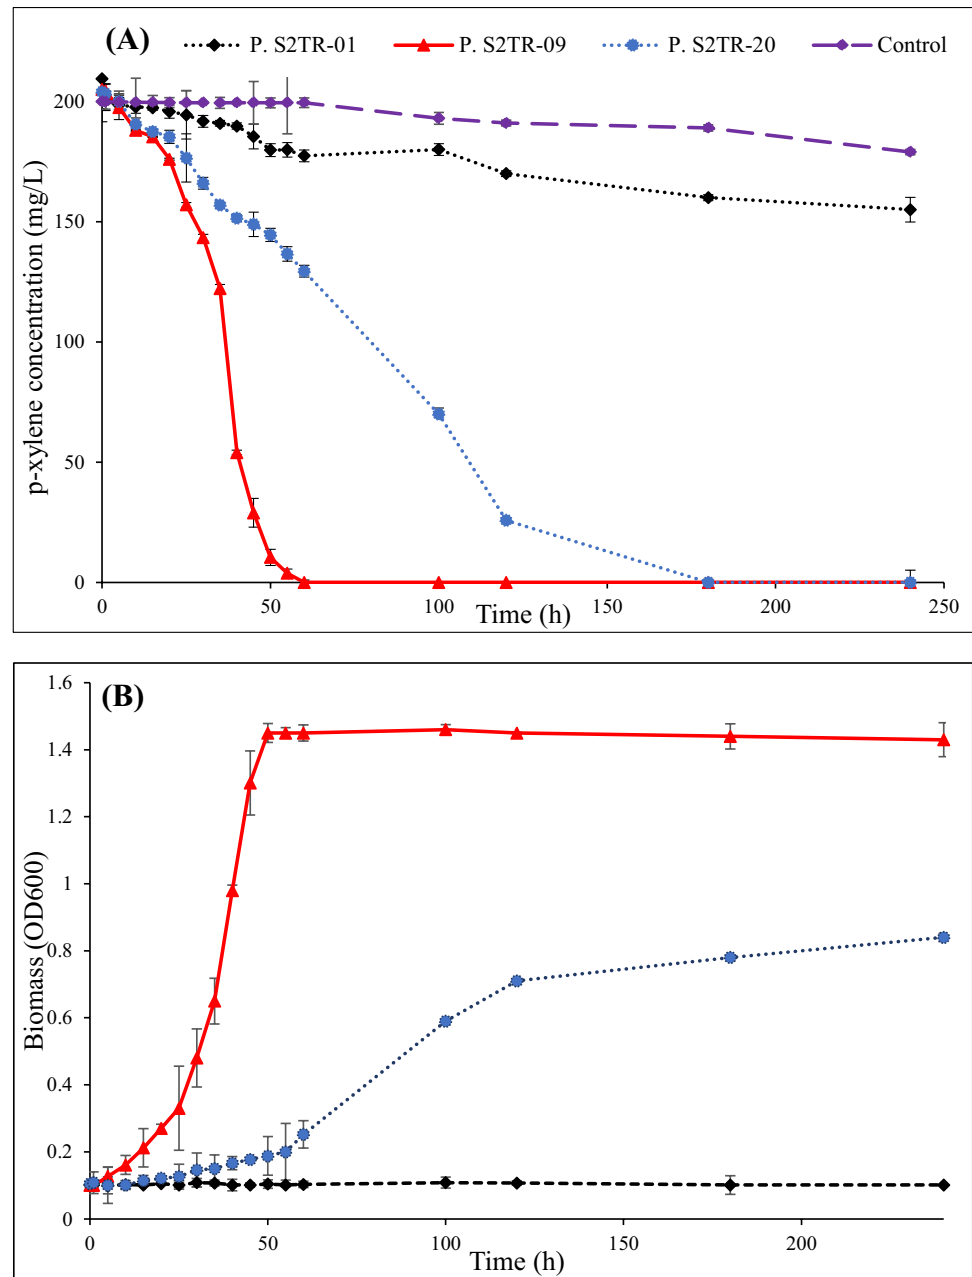 (A) P. S2TR-01 P. S2TR-09 P. S2TR-20 Control
p-xylene concentration (mg/L)
200
150
100
50
0
0 50 100 150 200 250
Time (h)
(B)
Biomass (OD600)
1.6
1.4
1.2
1
0.8
0.6
0.4
0.2
0
0 50 100 150 200
Time (h)